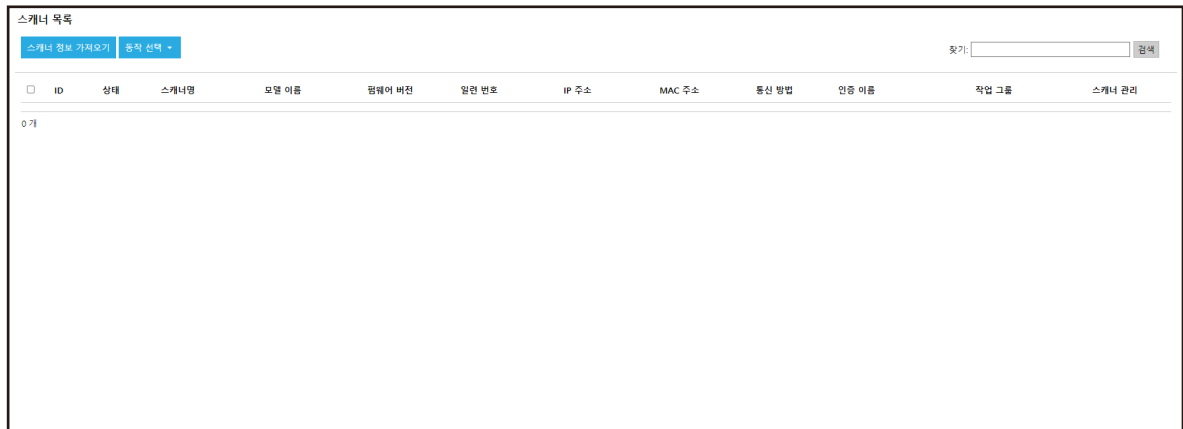 스캐너 목록
스캐너 정보 가져오기 동작 선택 찾기: 검색
ID 상태 스캐너명 모델 이름 펌웨어 버전 일련 번호 IP 주소 MAC 주소 통신 방법 인증 이름 작업 그룹 스캐너 관리
0 개